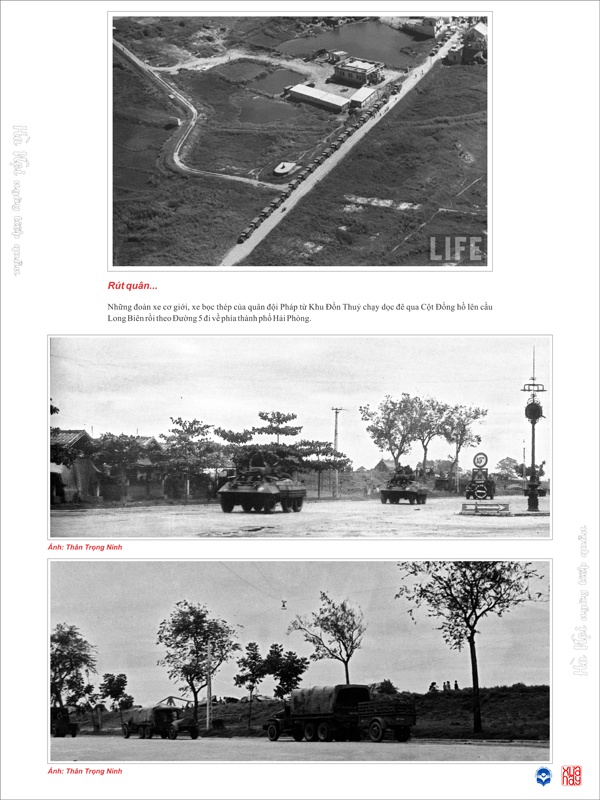 LIFE
Hà Nội ngày tiếp quản
Rút quân...
Những đoàn xe cơ giới, xe bọc thép của quân đội Pháp từ Khu Đồn Thuỷ chạy dọc đê qua Cột Đồng hồ lên cầu
Long Biên rồi theo Đường 5 đi về phía thành phố Hải Phòng.
Ảnh: Thân Trọng Ninh
Hà Nội ngày tiếp quản
Ảnh: Thân Trọng Ninh
XƯA
NAY